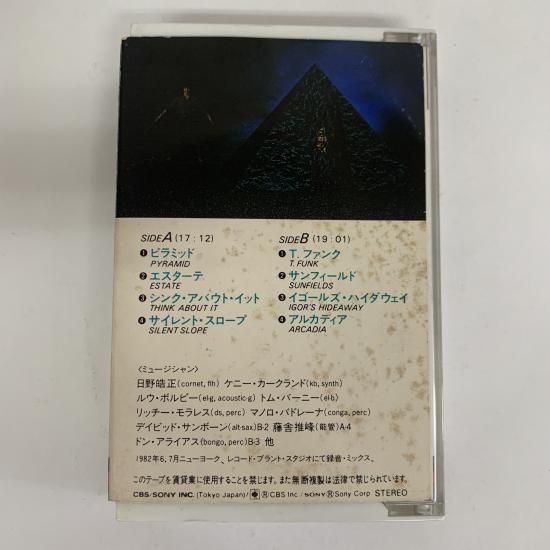 SIDE A (17:12)
❶ ピラミッド
PYRAMID
❷ エスターテ
ESTATE
❸ シンク・アバウト・イット
THINK ABOUT IT
❹ サイレント・スロープ
SILENT SLOPE
SIDE B (19:01)
❶ T. ファンク
T. FUNK
❷ サンフィールド
SUNFIELDS
❸ イゴールズ・ハイダウェイ
IGOR'S HIDEAWAY
❹ アルカディア
ARCADIA
〈ミュージシャン〉
日野皓正(cornet, flh) ケニー・カークランド(kb, synth)
ルウ・ボルピー(el-g, acoustic-g) トム・バーニー(el-b)
リッチー・モラレス(ds, perc) マノロ・バドレーナ(conga, perc)
デイビッド・サンボーン(alt-sax)B-2 藤舎推峰(能管)A-4
ドン・アライアス(bongo, perc)B-3 他
1982年6, 7月ニューヨーク、レコード・プラント・スタジオにて録音・ミックス。
このテープを賃貸業に使用することを禁じます。また無断複製は法律で禁じられています。
CBS/SONY INC. (Tokyo Japan)/ Ⓡ CBS Inc / SONY Ⓡ Sony Corp STEREO